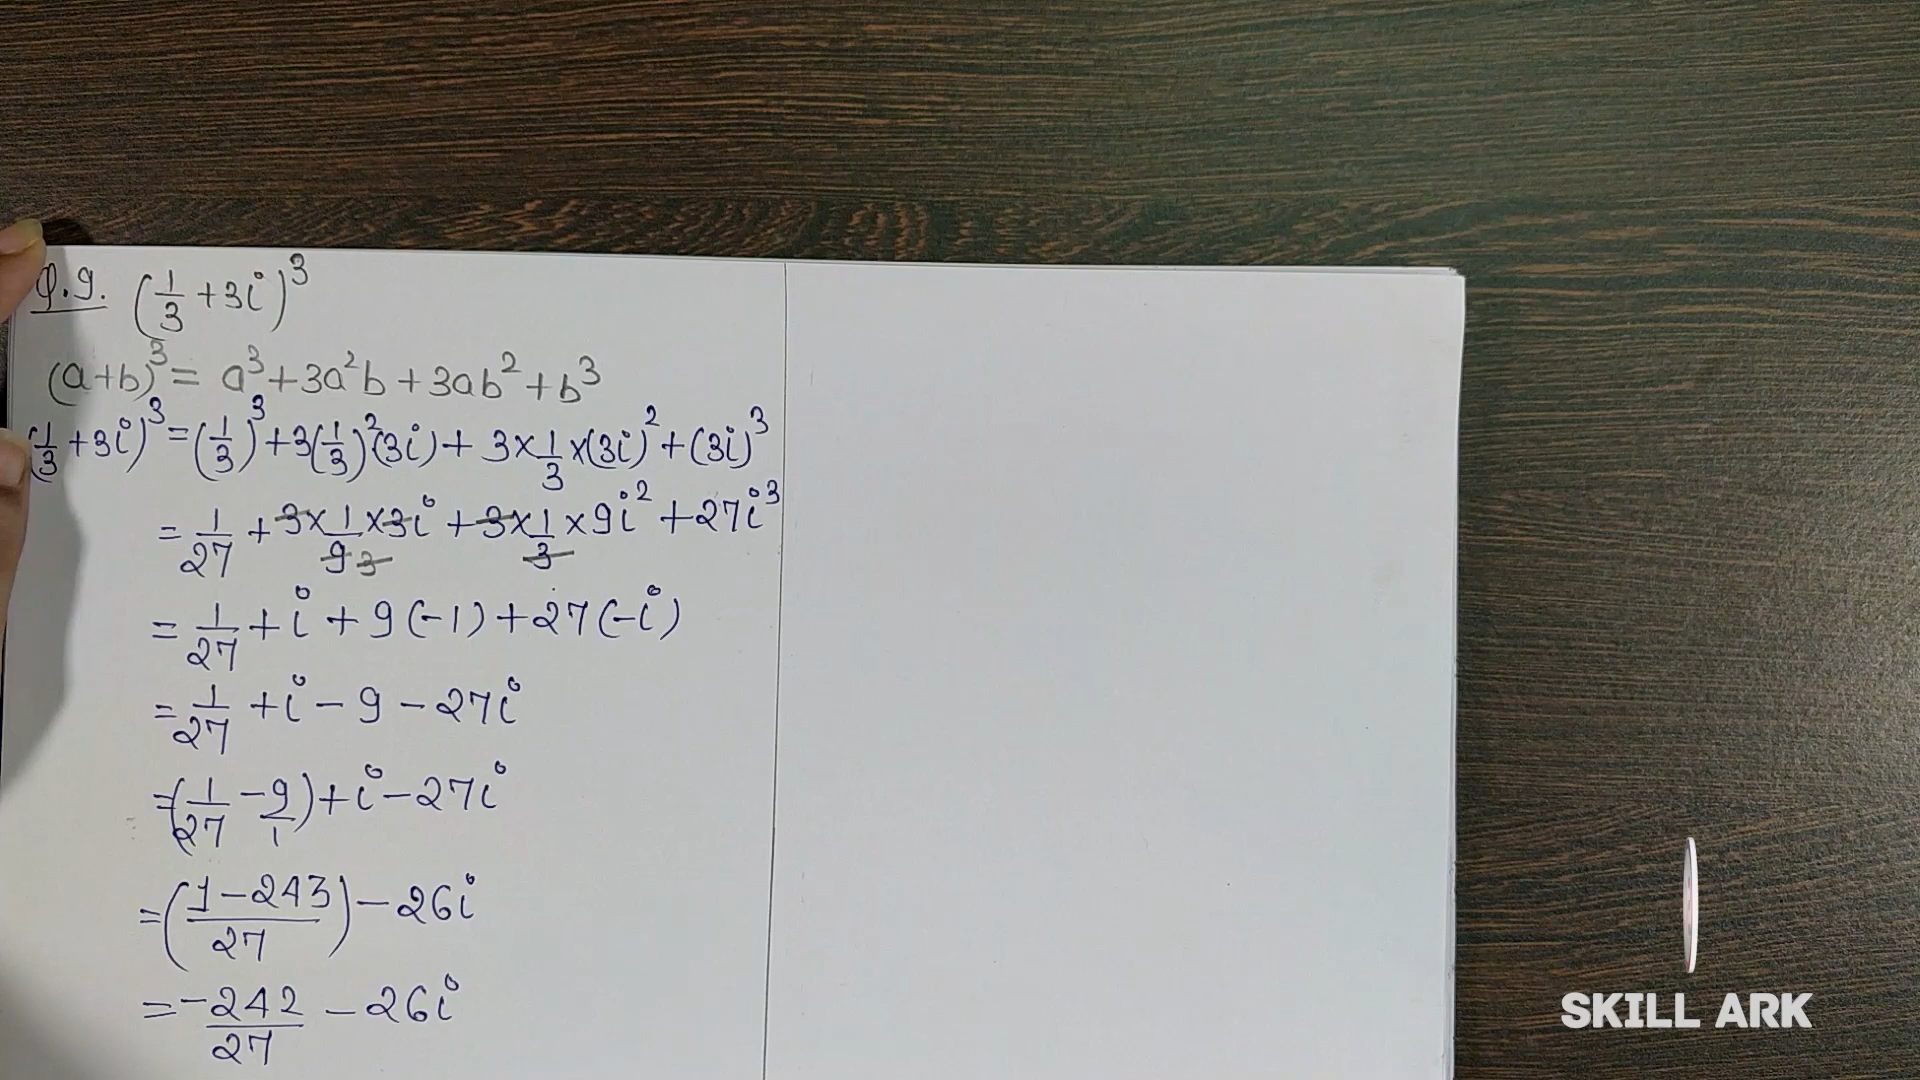 Q.9. (1/3 + 3i)³
(a+b)³ = a³ + 3a²b + 3ab² + b³
(1/3 + 3i)³ = (1/3)³ + 3(1/3)²(3i) + 3×1/3×(3i)² + (3i)³
= 1/27 + 3×1/9 3×3i + 3×1/3×9i² + 27i³
= 1/27 + i + 9(-1) + 27(-i)
= 1/27 + i - 9 - 27i
= (1/27 - 9/1) + i - 27i
= (1-243/27) - 26i
= -242/27 - 26i
SKILL ARK